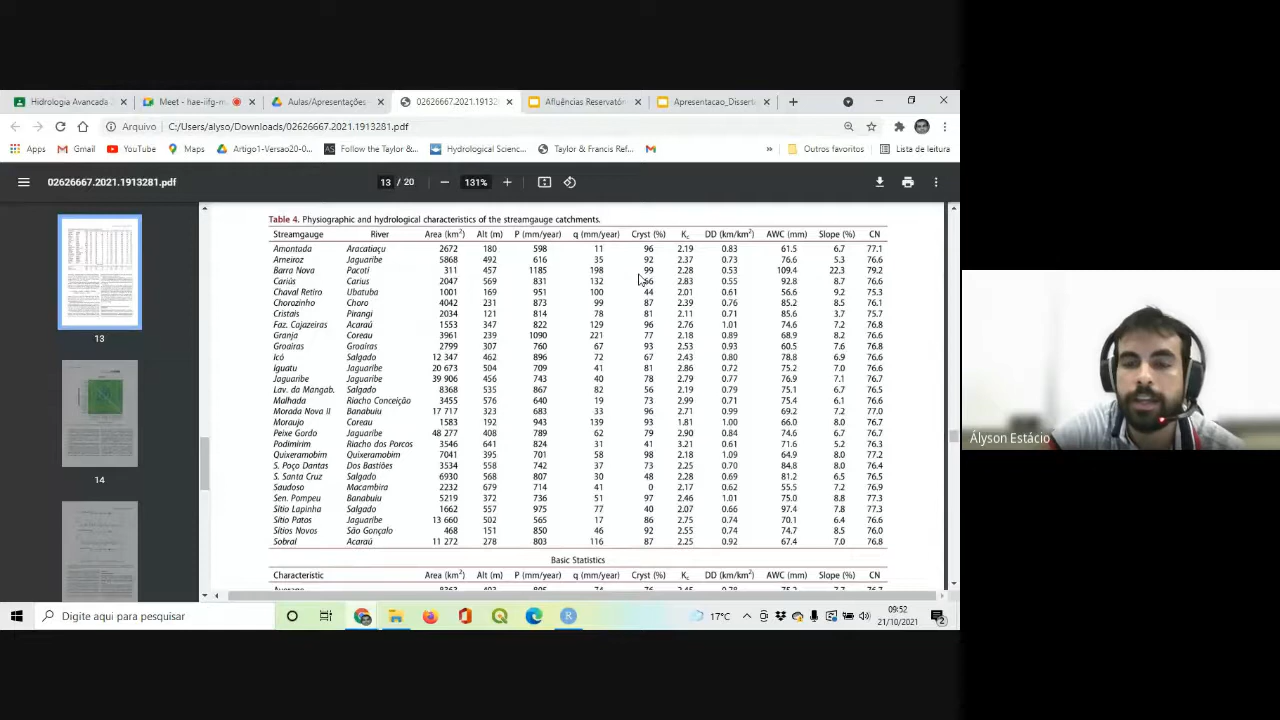 Hidrologia Avancada
Meet - hae-iifg-m
Aulas/Apresentações -
02626667.2021.1913281
Afluências Reservatór
Apresentacao_Dissert
Arquivo
C:/Users/alyso/Downloads/02626667.2021.1913281.pdf
Apps
Gmail
YouTube
Maps
Artigo1-Versao20-0...
Follow the Taylor &...
Hydrological Scienc...
Taylor & Francis Ref...
»
Outros favoritos
Lista de leitura
02626667.2021.1913281.pdf
13 / 20
131%
13
14
Table 4. Physiographic and hydrological characteristics of the streamgauge catchments.
Streamgauge River Area (km²) Alt (m) P (mm/year) q (mm/year) Cryst (%) Kc DD (km/km²) AWC (mm) Slope (%) CN
Amontada Aracatiaçu 2672 180 598 11 96 2.19 0.83 61.5 6.7 77.1
Arneiroz Jaguaribe 5868 492 616 35 92 2.37 0.73 76.6 5.3 76.6
Barra Nova Pacoti 311 457 1185 198 99 2.28 0.53 109.4 22.3 79.2
Cariús Carius 2047 569 831 132 56 2.83 0.55 92.8 8.7 76.6
Chaval Retiro Ubatuba 1001 169 951 100 44 2.01 0.61 56.6 9.2 75.3
Chorozinho Choro 4042 231 873 99 87 2.39 0.76 85.2 8.5 76.1
Cristais Pirangi 2034 121 814 78 81 2.11 0.71 85.6 3.7 75.7
Faz. Cajazeiras Acaraú 1553 347 822 129 96 2.76 1.01 74.6 7.2 76.8
Granja Coreau 3961 239 1090 221 77 2.18 0.89 68.9 8.2 76.6
Groaíras Groaíras 2799 307 760 67 93 2.53 0.93 60.5 7.6 76.8
Icó Salgado 12 347 462 896 72 67 2.43 0.80 78.8 6.9 76.6
Iguatu Jaguaribe 20 673 504 709 41 81 2.86 0.72 75.2 7.0 76.6
Jaguaribe Jaguaribe 39 906 456 743 40 78 2.79 0.77 76.9 7.1 76.7
Lav. da Mangab. Salgado 8368 535 867 82 56 2.19 0.79 75.1 6.7 76.5
Malhada Riacho Conceição 3455 576 640 19 73 2.99 0.71 75.4 6.1 76.6
Morada Nova II Banabuiu 17 717 323 683 33 96 2.71 0.99 69.2 7.2 77.0
Moraujo Coreau 1583 192 943 139 93 1.81 1.00 66.0 8.0 76.7
Peixe Gordo Jaguaribe 48 277 408 789 62 79 2.90 0.84 74.6 6.7 76.7
Podimirim Riacho dos Porcos 3546 641 824 31 41 3.21 0.61 71.6 5.2 76.3
Quixeramobim Quixeramobim 7041 395 701 58 98 2.18 1.09 64.9 8.0 77.2
S. Poço Dantas Dos Bastiões 3534 558 742 37 73 2.25 0.70 84.8 8.0 76.4
S. Santa Cruz Salgado 6930 568 807 30 48 2.28 0.69 81.2 6.5 76.5
Saudoso Macambira 2232 679 714 41 0 2.17 0.62 55.5 7.2 76.9
Sen. Pompeu Banabuiu 5219 372 736 51 97 2.46 1.01 75.0 8.8 77.3
Sítio Lapinha Salgado 1662 557 975 77 40 2.07 0.66 97.4 7.8 77.3
Sítio Patos Jaguaribe 13 660 502 565 17 86 2.75 0.74 70.1 6.4 76.6
Sítios Novos São Gonçalo 468 151 850 46 92 2.55 0.74 74.7 8.5 76.0
Sobral Acaraú 11 272 278 803 116 87 2.25 0.92 67.4 7.0 76.8
Basic Statistics
Characteristic Area (km²) Alt (m) P (mm/year) q (mm/year) Cryst (%) Kc DD (km/km²) AWC (mm) Slope (%) CN
Ályson Estácio
Digite aqui para pesquisar
17°C
09:52
21/10/2021
2